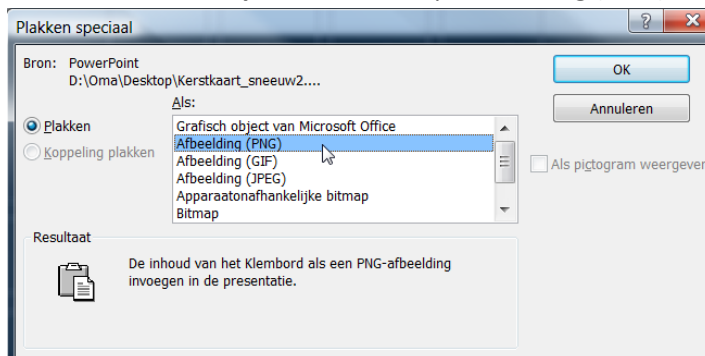 Plakken speciaal
Bron: PowerPoint
D:\Oma\Desktop\Kerstkaart_sneeuw2....
Als:
Plakken
Koppeling plakken
Grafisch object van Microsoft Office
Afbeelding (PNG)
Afbeelding (GIF)
Afbeelding (JPEG)
Apparaatonafhankelijke bitmap
Bitmap
OK
Annuleren
Als pictogram weergever
Resultaat
De inhoud van het Klembord als een PNG-afbeelding
invoegen in de presentatie.